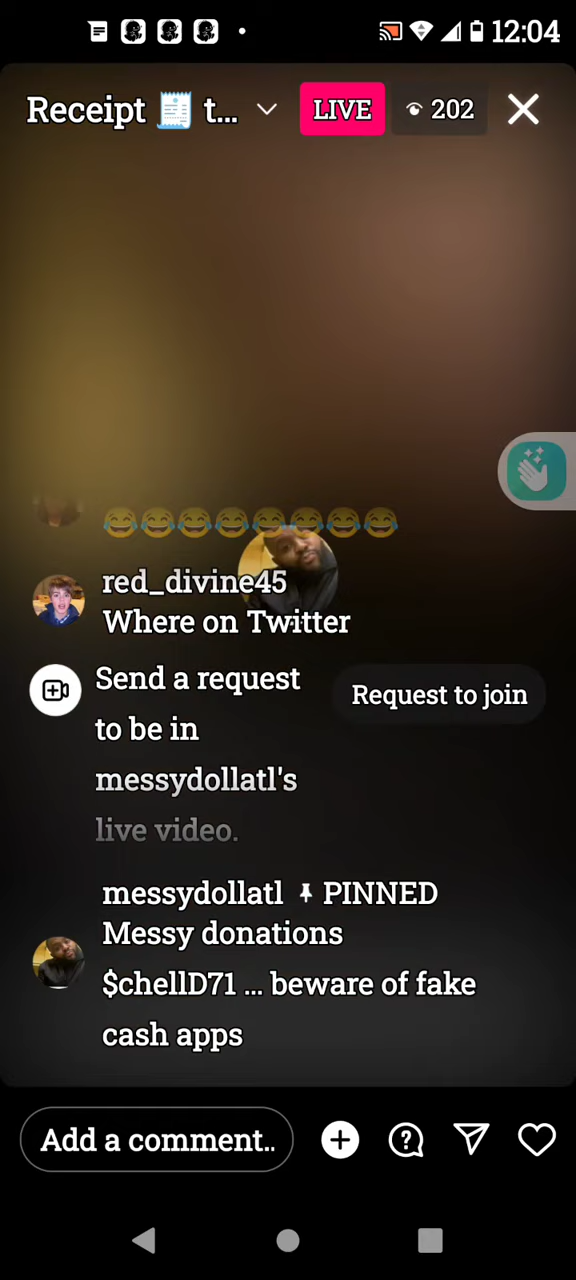 12:04
Receipt 🧾 t...
LIVE
202
😂😂😂😂😂😂😂😂
red_divine45
Where on Twitter
Send a request
to be in
messydollatl's
live video.
Request to join
messydollatl 📌 PINNED
Messy donations
$chellD71 ... beware of fake
cash apps
Add a comment..